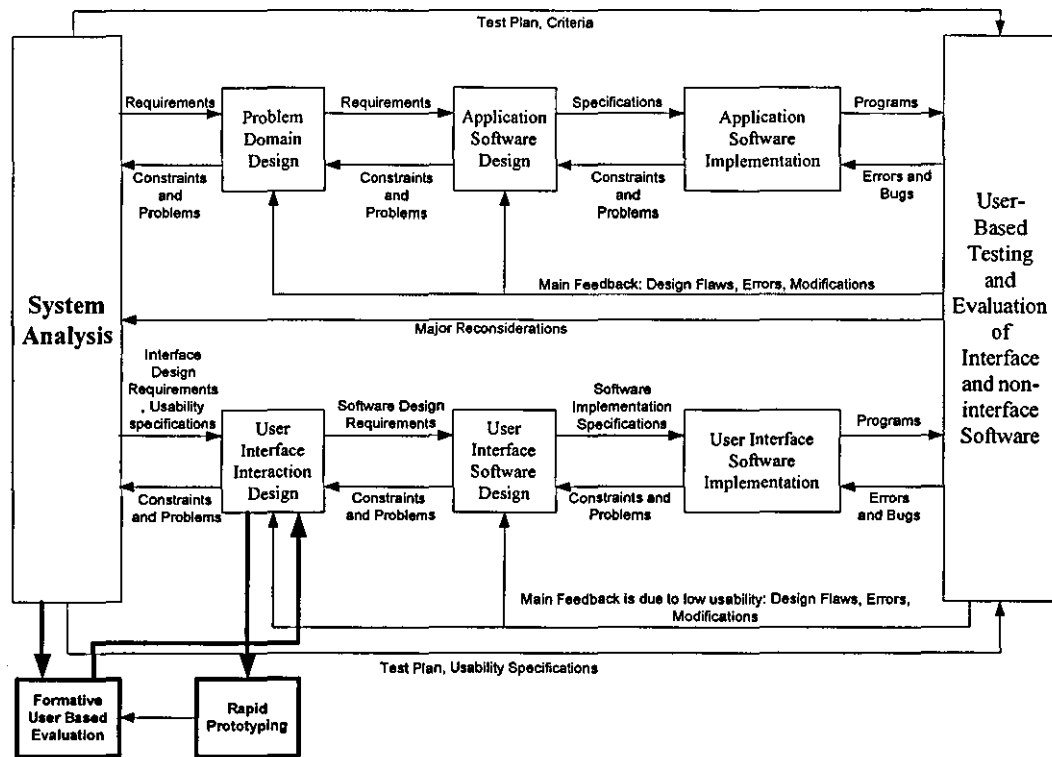 Test Plan, Criteria
Requirements
Requirements
Specifications
Programs
Problem
Domain
Design
Application
Software
Design
Application
Software
Implementation
Constraints
and
Problems
Constraints
and
Problems
Constraints
and
Problems
Errors and
Bugs
User-
Based
Testing
and
Evaluation
of
Interface
and non-
interface
Software
Main Feedback: Design Flaws, Errors, Modifications
System
Analysis
Major Reconsiderations
Interface
Design
Requirements
, Usability
specifications
Software Design
Requirements
Software
Implementation
Specifications
Programs
User
Interface
Interaction
Design
User
Interface
Software
Design
User Interface
Software
Implementation
Constraints
and Problems
Constraints
and Problems
Constraints and
Problems
Errors
and Bugs
Main Feedback is due to low usability: Design Flaws, Errors,
Modifications
Test Plan, Usability Specifications
Formative
User Based
Evaluation
Rapid
Prototyping